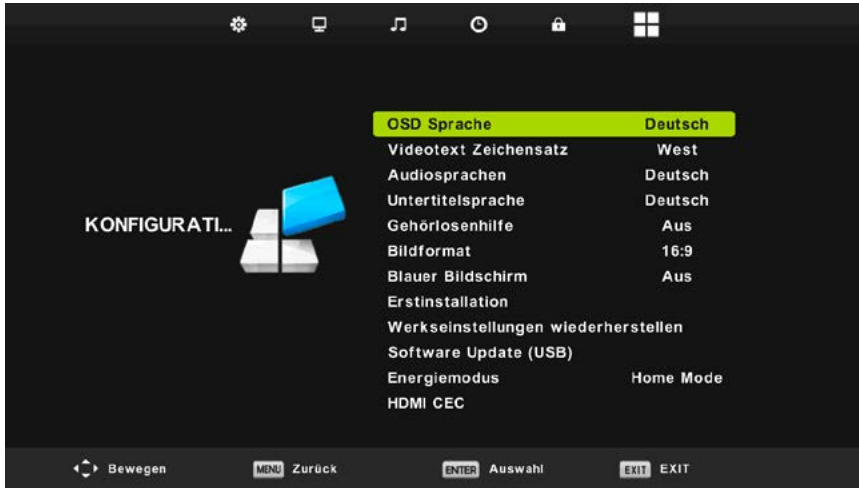 OSD Sprache Deutsch
Videotext Zeichensatz West
Audiosprachen Deutsch
Untertitelsprache Deutsch
KONFIGURATI...
Gehörlosenhilfe Aus
Bildformat 16:9
Blauer Bildschirm Aus
Erstinstallation
Werkseinstellungen wiederherstellen
Software Update (USB)
Energiemodus Home Mode
HDMI CEC
Bewegen MENU Zurück ENTER Auswahl EXIT EXIT